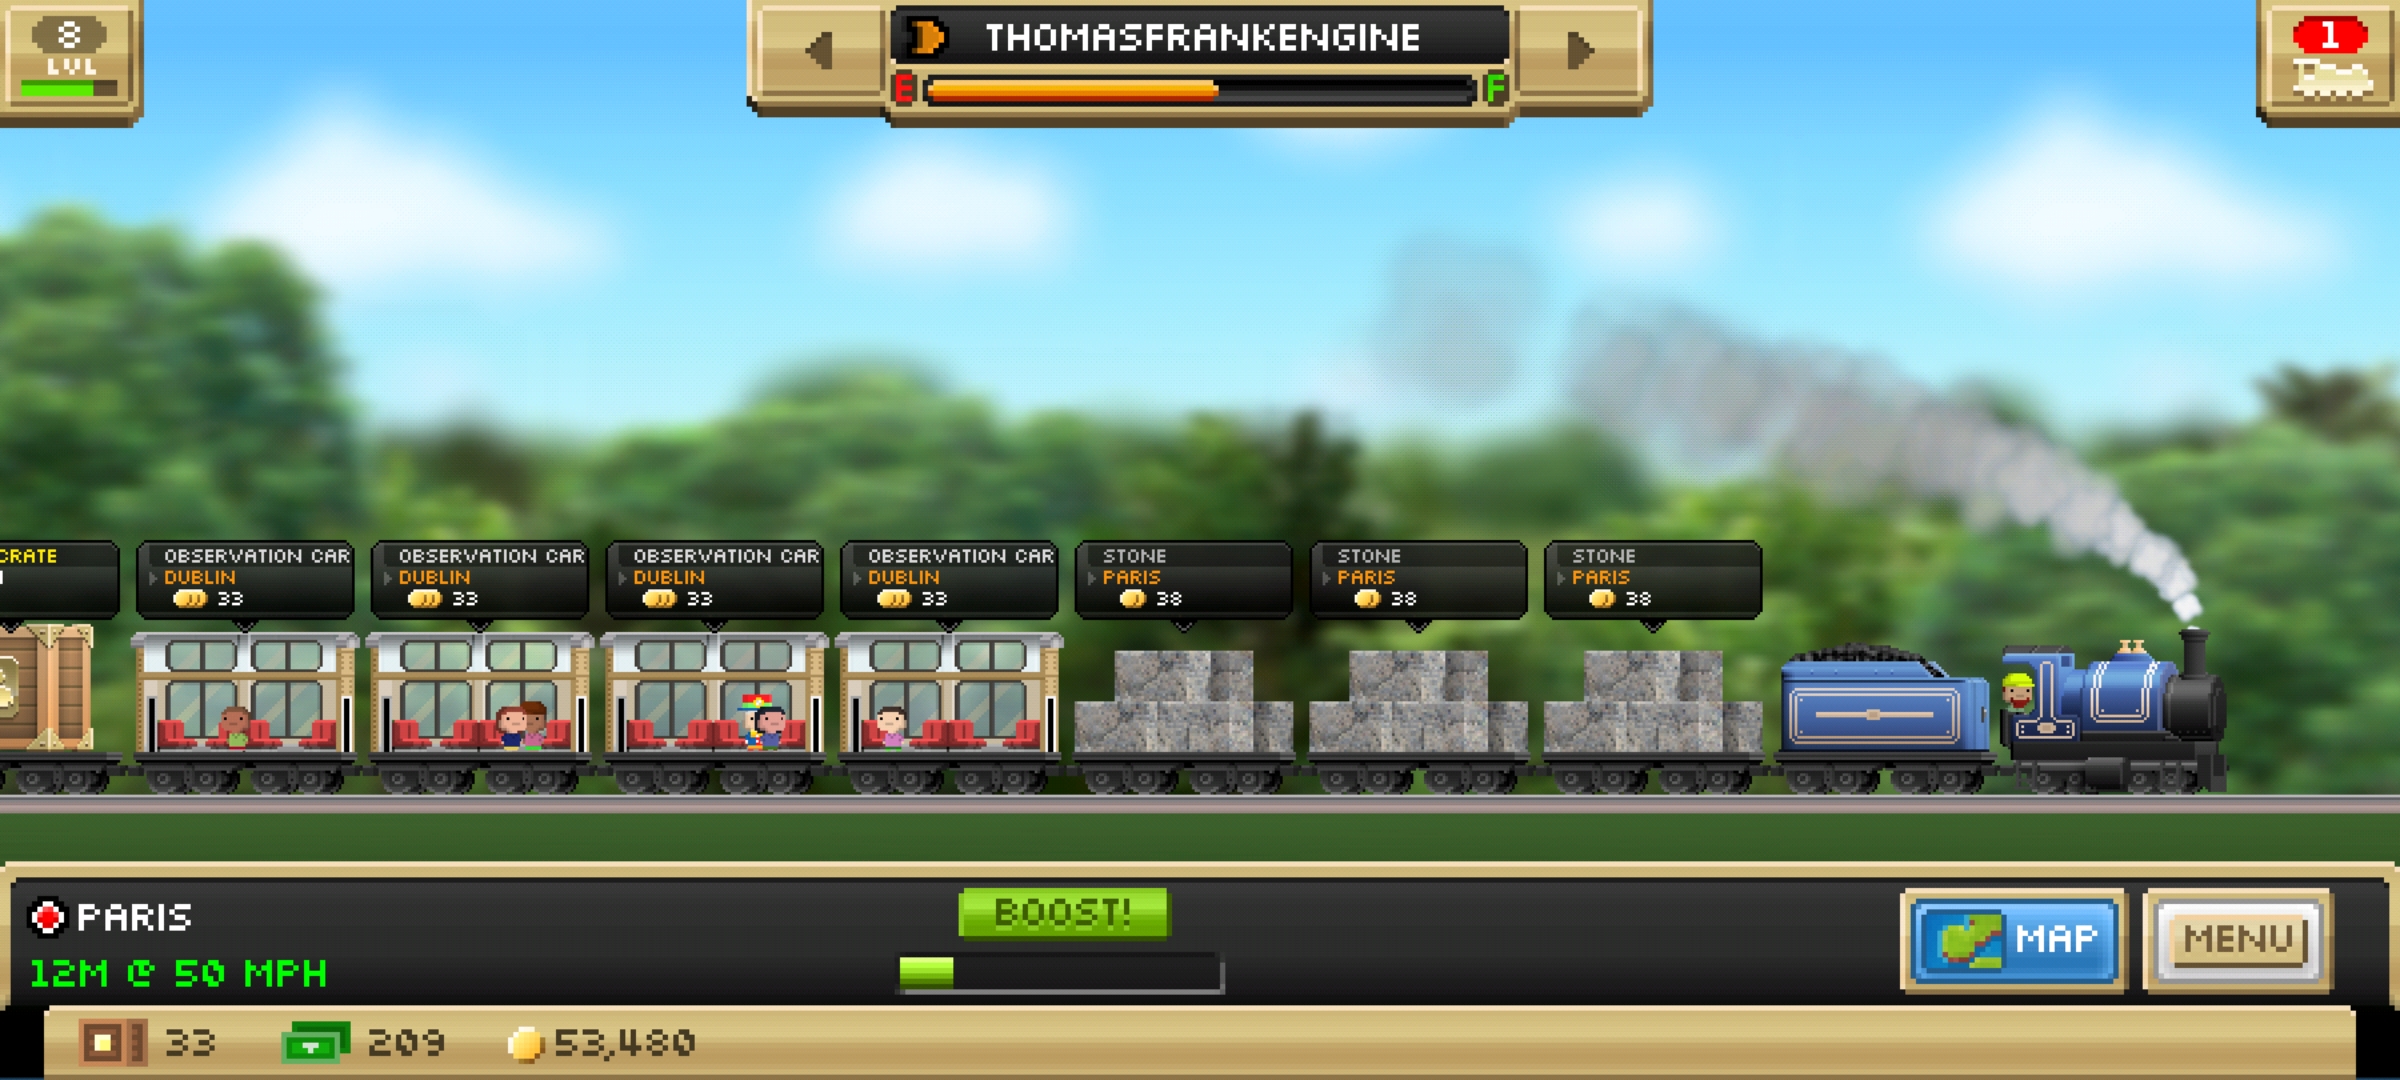 8
LVL
THOMASFRANKENGINE
E F
1
CRATE
OBSERVATION CAR
DUBLIN
33
OBSERVATION CAR
DUBLIN
33
OBSERVATION CAR
DUBLIN
33
OBSERVATION CAR
DUBLIN
33
STONE
PARIS
38
STONE
PARIS
38
STONE
PARIS
38
PARIS
12M @ 50 MPH
BOOST!
MAP
MENU
33
209
53,480